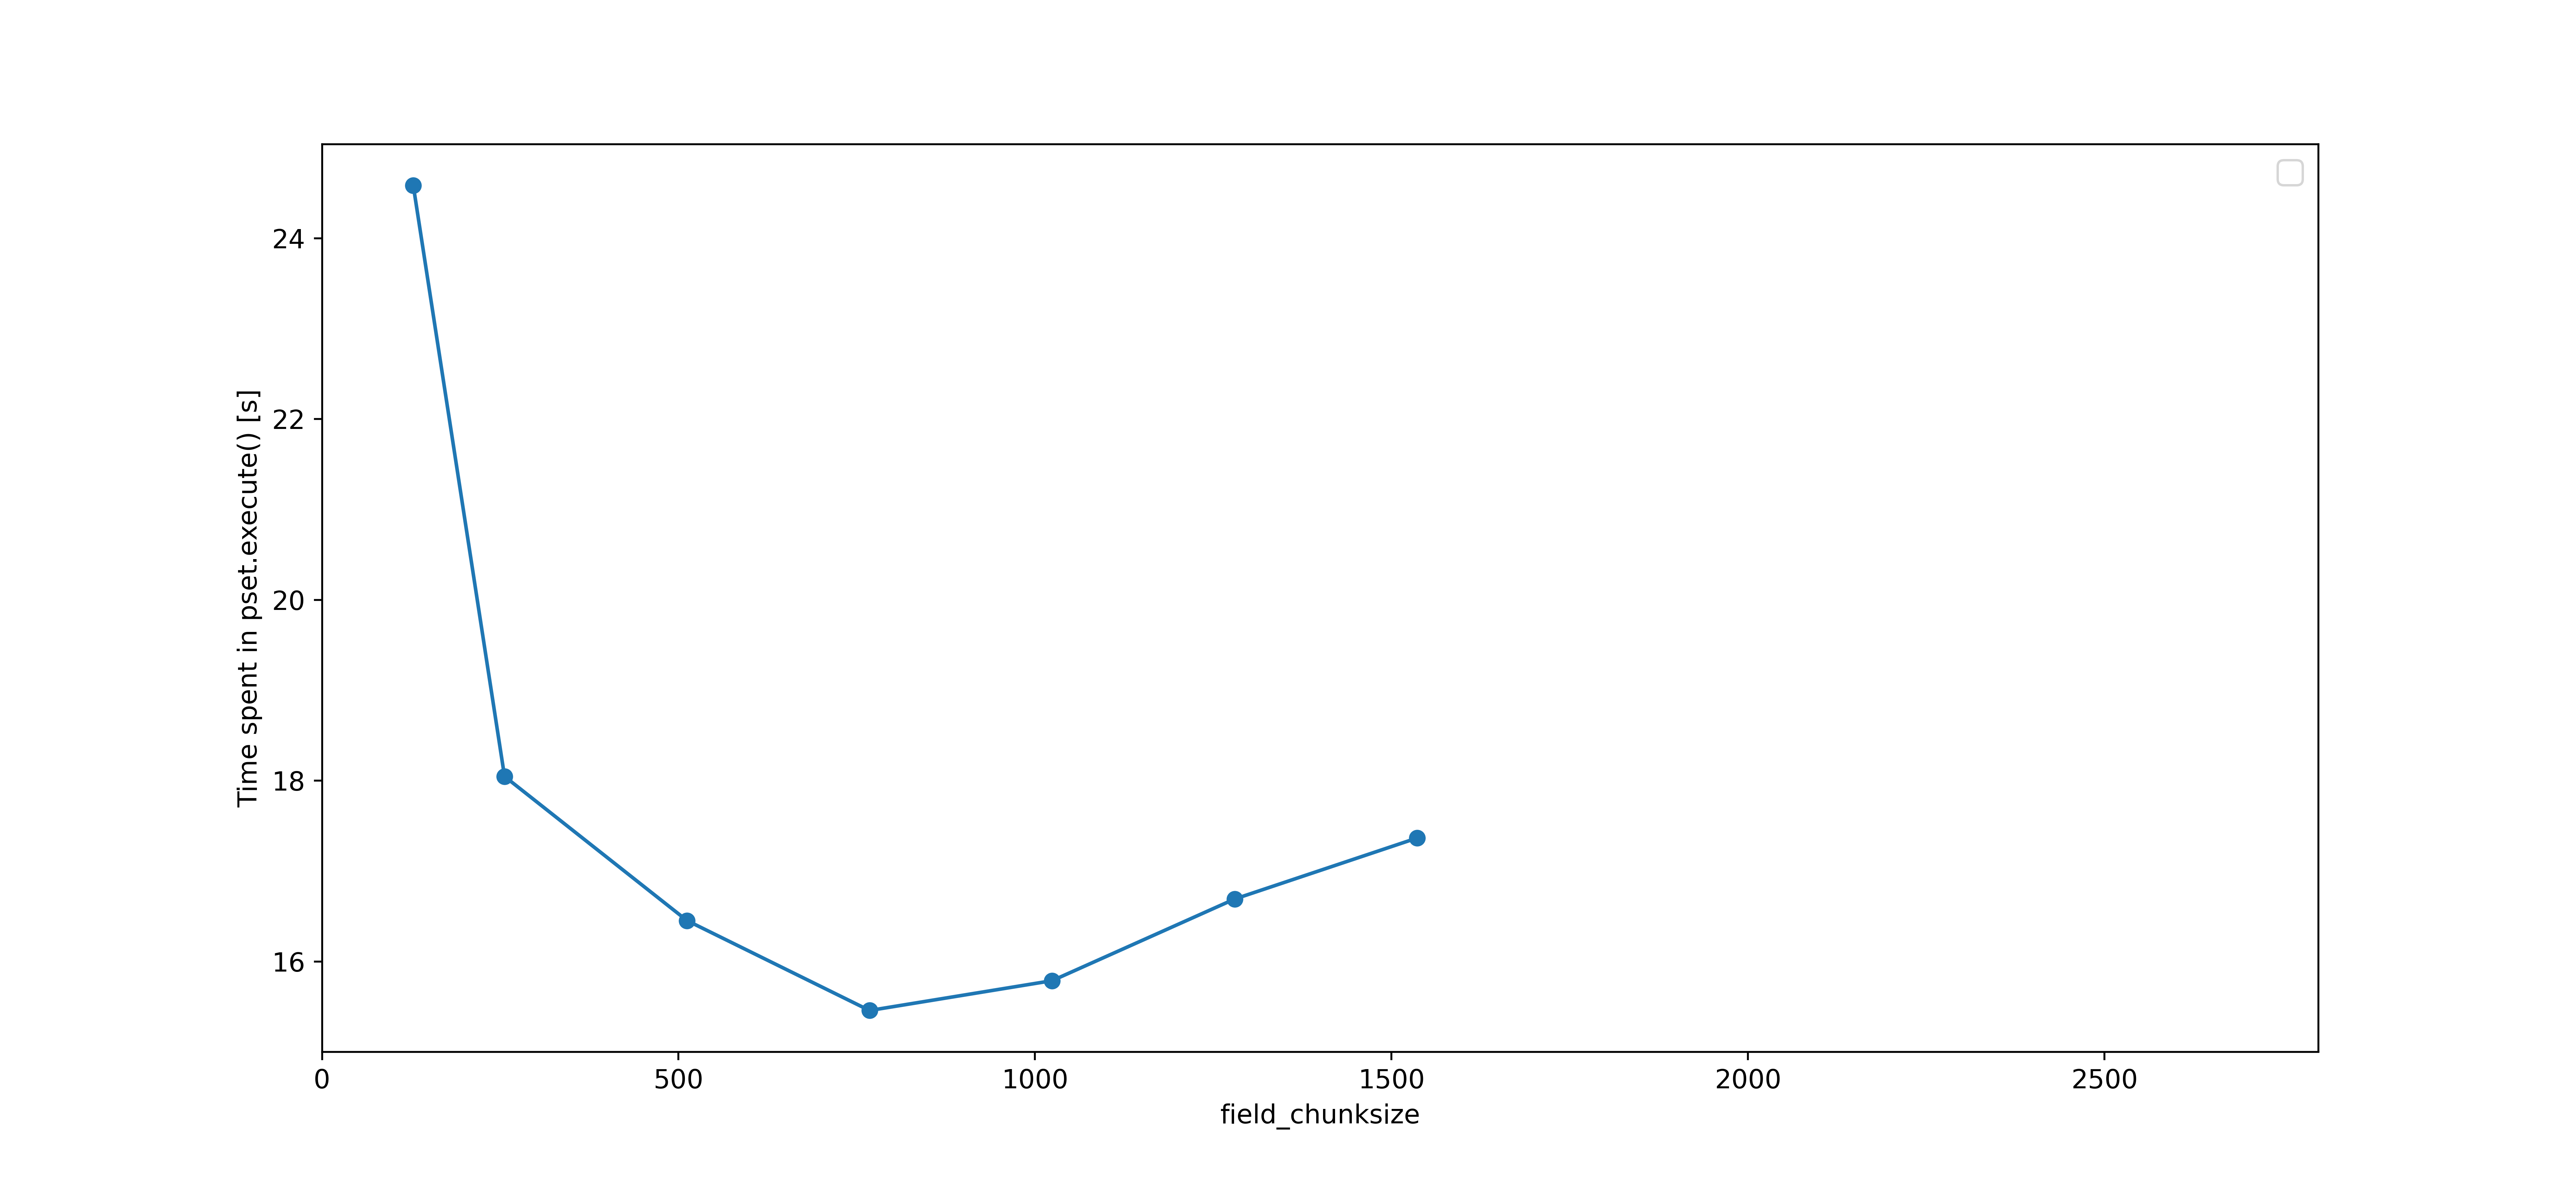 24
22
20
18
16
Time spent in pset.execute() [s]
0 500 1000 1500 2000 2500
field_chunksize